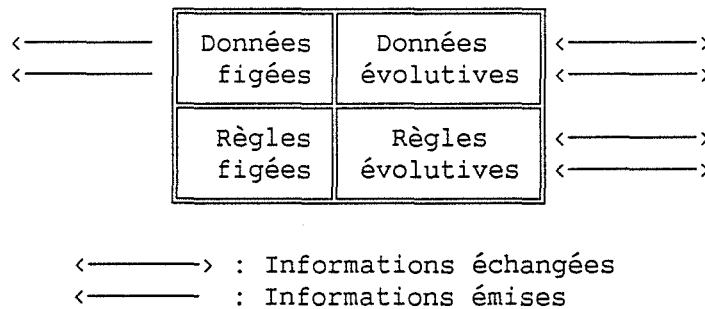 Données
figées
Données
évolutives
Règles
figées
Règles
évolutives
<————> : Informations échangées
<———— : Informations émises